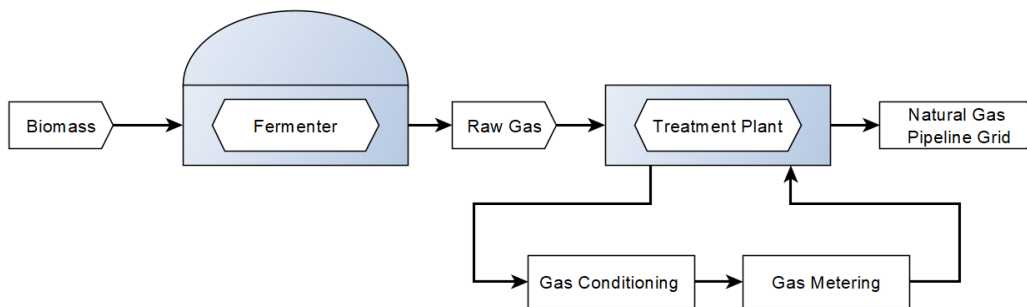 Biomass
Fermenter
Raw Gas
Treatment Plant
Natural Gas
Pipeline Grid
Gas Conditioning
Gas Metering